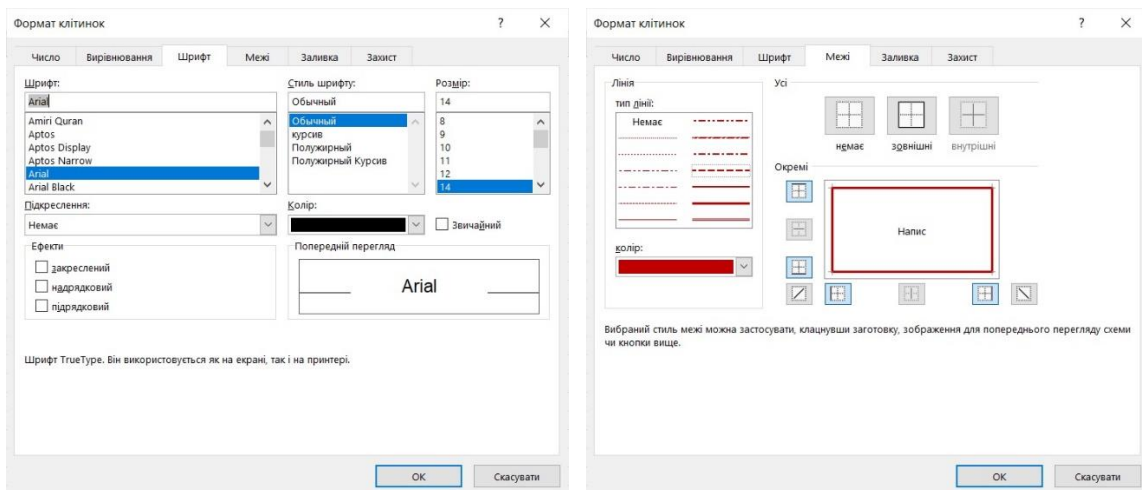 Формат клітинок ? ×
Число Вирівнювання Шрифт Межі Заливка Захист
Шрифт: Стиль шрифту: Розмір:
Arial Обычный 14
Amiri Quran Обычный 8
Aptos курсив 9
Aptos Display Полужирный 10
Aptos Narrow Полужирный Курсив 11
Arial 12
Arial Black 14
Підкреслення: Колір:
Немає Звичайний
Ефекти Попередній перегляд
закреслений
надрядковий Arial
підрядковий
Шрифт TrueType. Він використовується як на екрані, так і на принтері.
OK Скасувати
Формат клітинок ? ×
Число Вирівнювання Шрифт Межі Заливка Захист
Лінія Усі
тип лінії:
Немає
немає зовнішні внутрішні
Окремі
Напис
колір:
Вибраний стиль межі можна застосувати, клацнувши заготовку, зображення для попереднього перегляду схеми
чи кнопки вище.
OK Скасувати